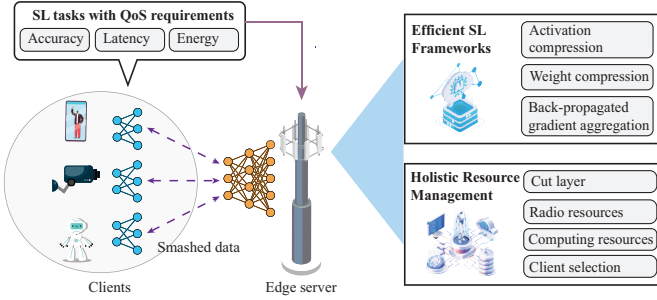 SL tasks with QoS requirements
Accuracy
Latency
Energy
Smashed data
Clients
Edge server
Efficient SL
Frameworks
Activation
compression
Weight compression
Back-propagated
gradient aggregation
Holistic Resource
Management
Cut layer
Radio resources
Computing resources
Client selection